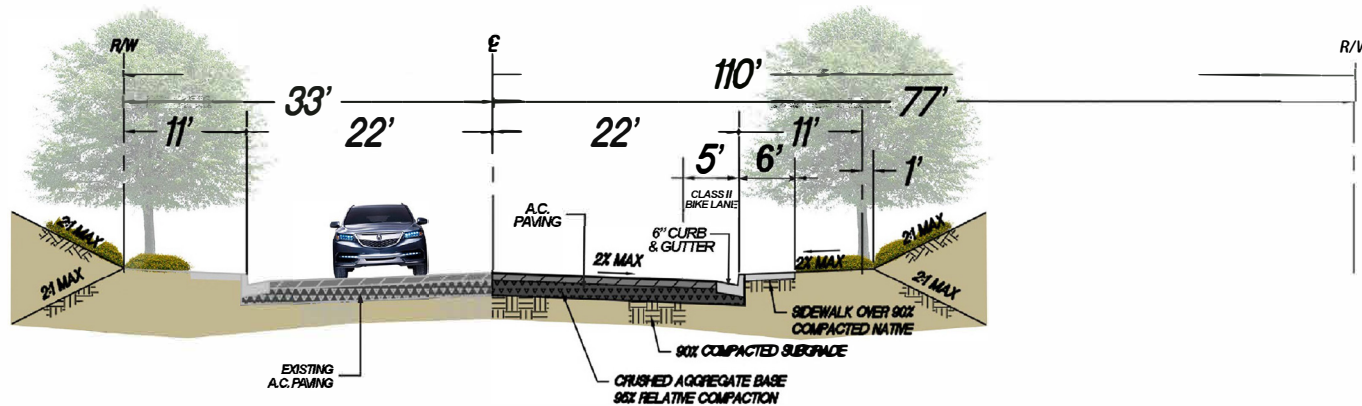 R/W
℄
R/W
110'
33'
77'
11'
22'
22'
11'
5'
6'
1'
CLASS II
BIKE LANE
A.C.
PAVING
6" CURB
& GUTTER
2:1 MAX
2:1 MAX
2% MAX
2% MAX
2:1 MAX
2:1 MAX
SIDEWALK OVER 90%
COMPACTED NATIVE
90% COMPACTED SUBGRADE
EXISTING
A.C. PAVING
CRUSHED AGGREGATE BASE
95% RELATIVE COMPACTION